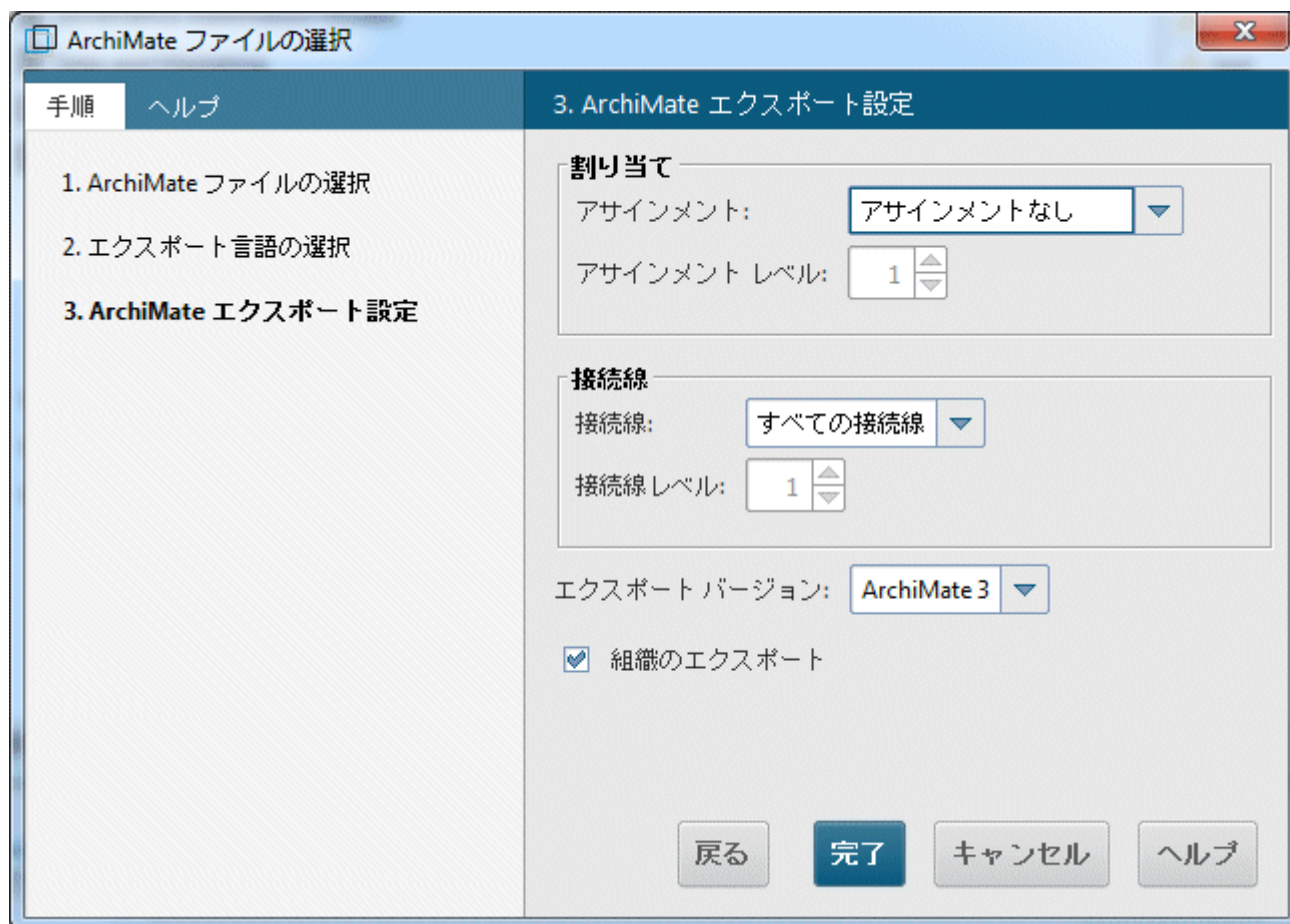 ArchiMate ファイルの選択
手順 ヘルプ
3. ArchiMate エクスポート設定
1. ArchiMate ファイルの選択
2. エクスポート言語の選択
3. ArchiMate エクスポート設定
割り当て
アサインメント: アサインメントなし
アサインメント レベル: 1
接続線
接続線: すべての接続線
接続線レベル: 1
エクスポート バージョン: ArchiMate 3
組織のエクスポート
戻る 完了 キャンセル ヘルプ